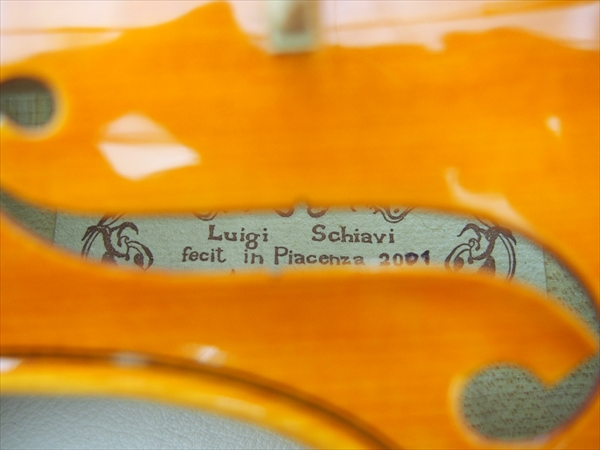 Luigi Schiavi
fecit in Piacenza 2001